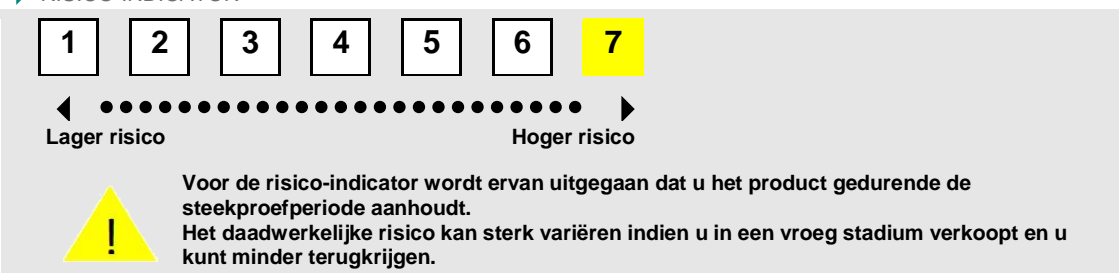 RISICO-INDICATOR
1 2 3 4 5 6 7
Lager risico Hoger risico
Voor de risico-indicator wordt ervan uitgegaan dat u het product gedurende de
steekproefperiode aanhoudt.
Het daadwerkelijke risico kan sterk variëren indien u in een vroeg stadium verkoopt en u
kunt minder terugkrijgen.
!